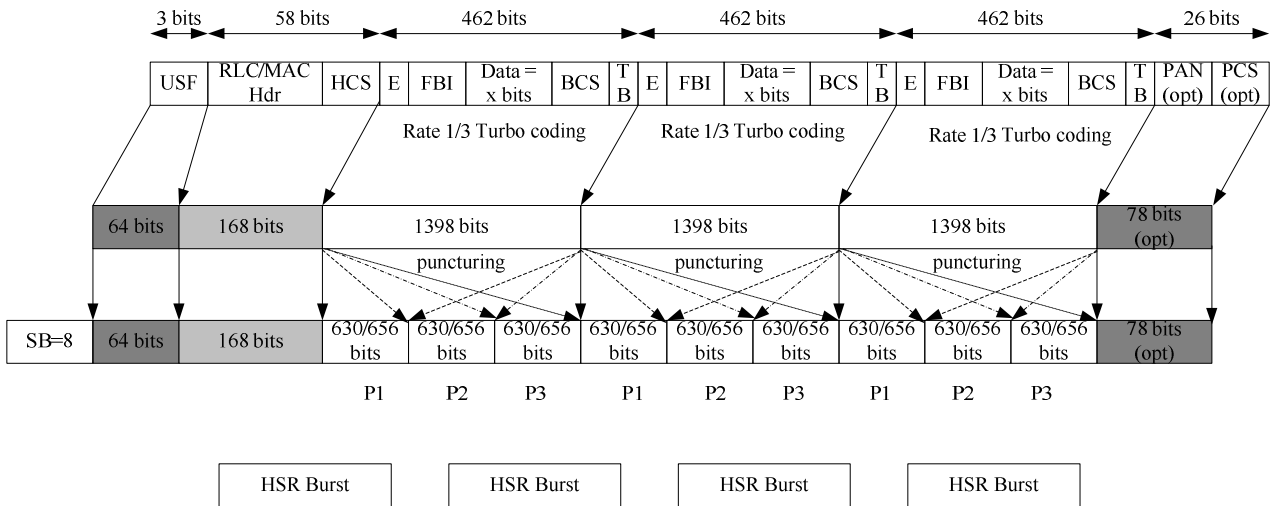 3 bits 58 bits 462 bits 462 bits 462 bits 26 bits
USF RLC/MAC Hdr HCS E FBI Data = x bits BCS T B E FBI Data = x bits BCS T B E FBI Data = x bits BCS T B PAN (opt) PCS (opt)
Rate 1/3 Turbo coding Rate 1/3 Turbo coding Rate 1/3 Turbo coding
64 bits 168 bits 1398 bits 1398 bits 1398 bits 78 bits (opt)
puncturing puncturing puncturing
SB=8 64 bits 168 bits 630/656 bits 630/656 bits 630/656 bits 630/656 bits 630/656 bits 630/656 bits 630/656 bits 630/656 bits 630/656 bits 78 bits (opt)
P1 P2 P3 P1 P2 P3 P1 P2 P3
HSR Burst HSR Burst HSR Burst HSR Burst